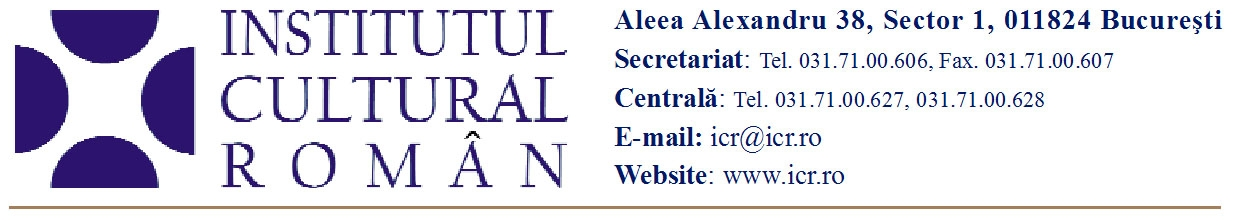 INSTITUTUL
CULTURAL
ROMÂN
Aleea Alexandru 38, Sector 1, 011824 Bucureşti
Secretariat: Tel. 031.71.00.606, Fax. 031.71.00.607
Centrală: Tel. 031.71.00.627, 031.71.00.628
E-mail: icr@icr.ro
Website: www.icr.ro